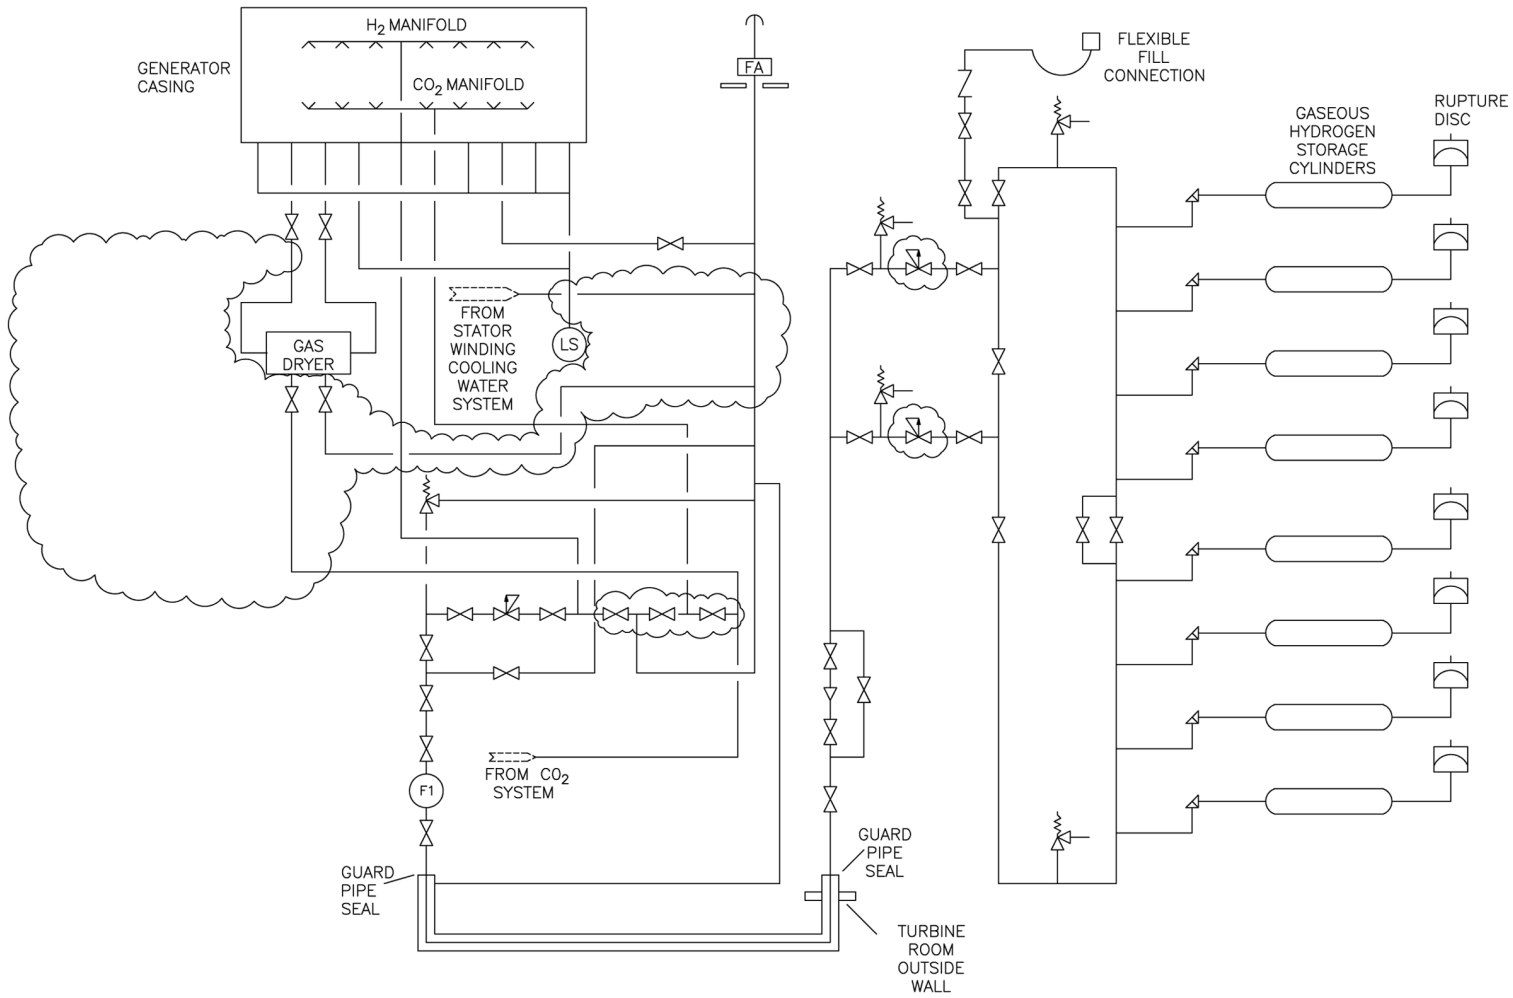 H2 MANIFOLD
GENERATOR
CASING
CO2 MANIFOLD
FA
FLEXIBLE
FILL
CONNECTION
GASEOUS
HYDROGEN
STORAGE
CYLINDERS
RUPTURE
DISC
FROM
STATOR
WINDING
COOLING
WATER
SYSTEM
LS
GAS
DRYER
FROM CO2
SYSTEM
F1
GUARD
PIPE
SEAL
GUARD
PIPE
SEAL
TURBINE
ROOM
OUTSIDE
WALL